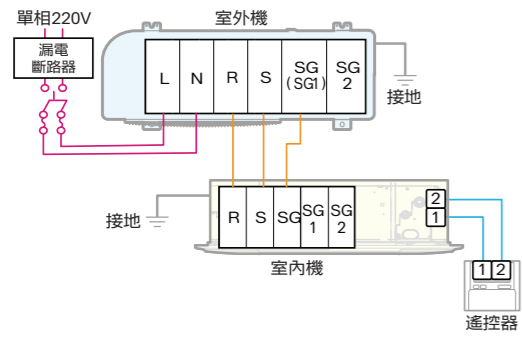 單相220V
室外機
漏電
斷路器
L N R S SG SG
(SG1) 2
接地
接地
R S SG SG SG
1 2
2
1
室內機
1 2
遙控器